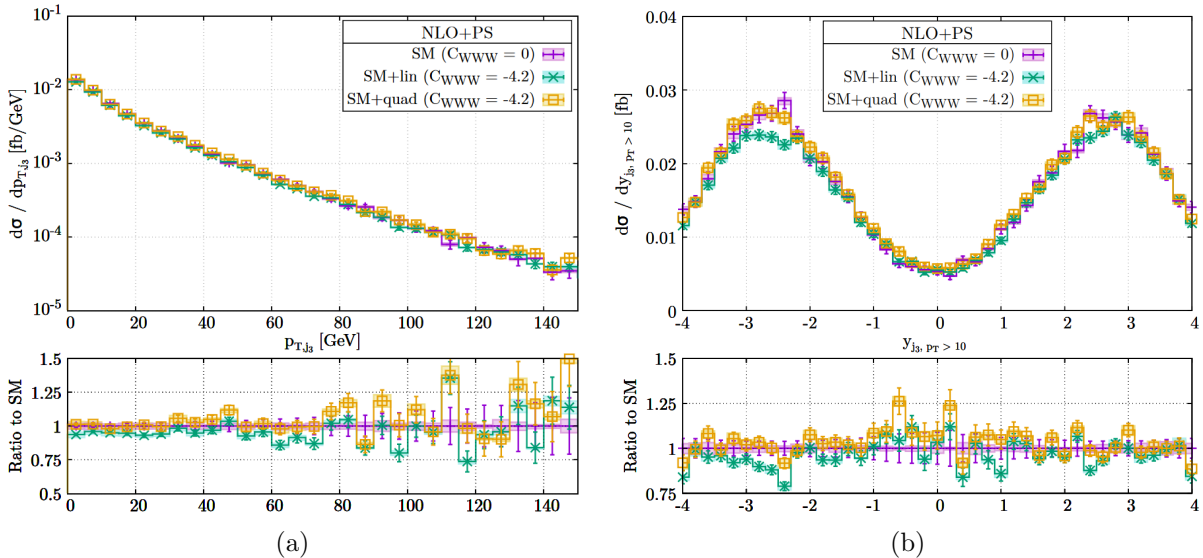 NLO+PS
SM (C_WWW = 0)
SM+lin (C_WWW = -4.2)
SM+quad (C_WWW = -4.2)
dσ / dp_T,j3 [fb/GeV]
10^-1
10^-2
10^-3
10^-4
10^-5
0 20 40 60 80 100 120 140
p_T,j3 [GeV]
Ratio to SM
1.5
1.25
1
0.75
0.5
0 20 40 60 80 100 120 140
(a)
NLO+PS
SM (C_WWW = 0)
SM+lin (C_WWW = -4.2)
SM+quad (C_WWW = -4.2)
dσ / dy_j3, pT > 10 [fb]
0.04
0.03
0.02
0.01
0
-4 -3 -2 -1 0 1 2 3 4
y_j3, pT > 10
Ratio to SM
1.5
1.25
1
0.75
-4 -3 -2 -1 0 1 2 3 4
(b)